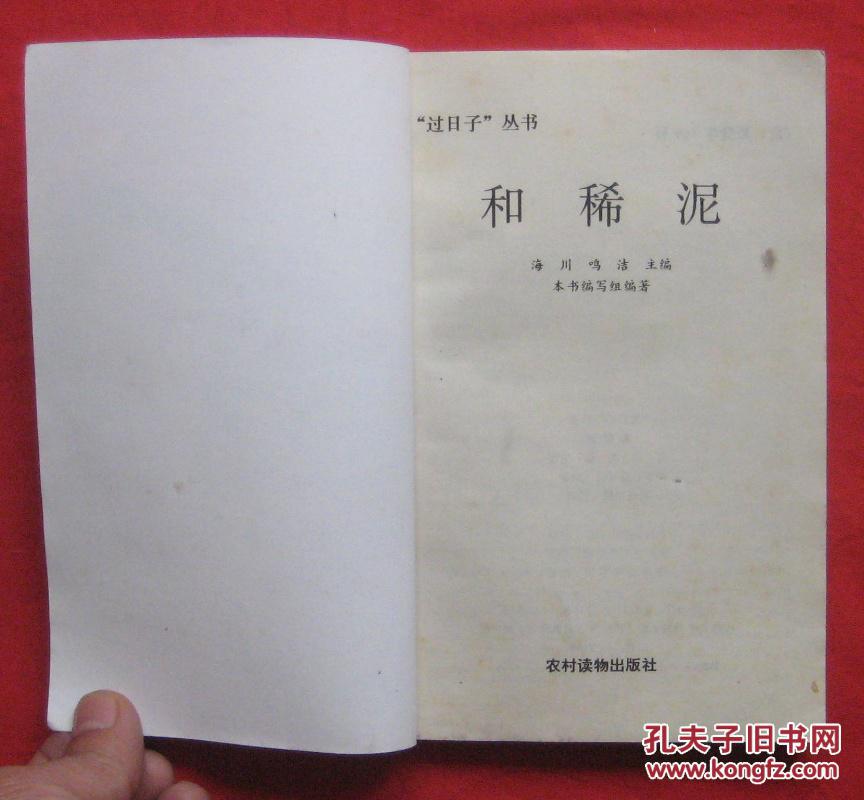 “过日子”丛书
和稀泥
海川 鸣洁 主编
本书编写组编著
农村读物出版社
孔夫子旧书网
www.kongfz.com